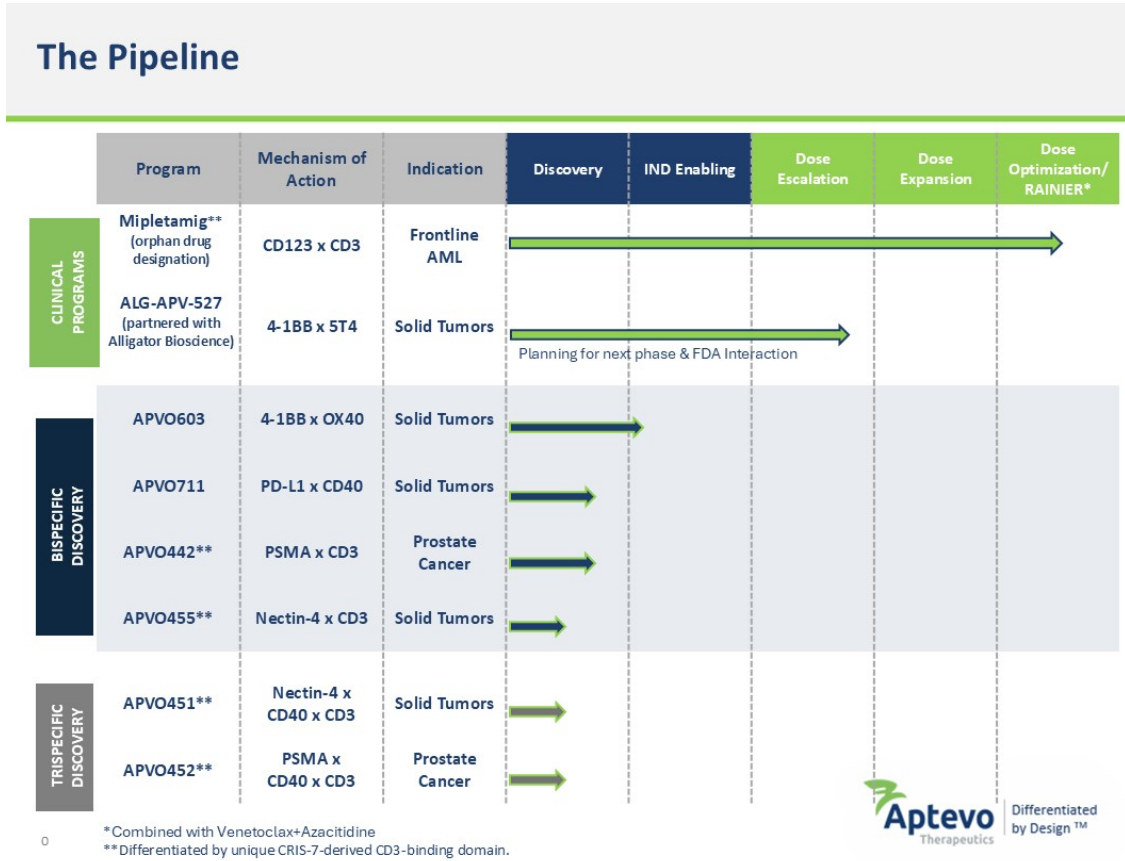 The Pipeline
Program
Mechanism of
Action
Indication
Discovery
IND Enabling
Dose
Escalation
Dose
Expansion
Dose
Optimization/
RAINIER*
CLINICAL
PROGRAMS
Mipletamig**
(orphan drug
designation)
CD123 x CD3
Frontline
AML
ALG-APV-527
(partnered with
Alligator Bioscience)
4-1BB x 5T4
Solid Tumors
Planning for next phase & FDA Interaction
BISPECIFIC
DISCOVERY
APVO603
4-1BB x OX40
Solid Tumors
APVO711
PD-L1 x CD40
Solid Tumors
APVO442**
PSMA x CD3
Prostate
Cancer
APVO455**
Nectin-4 x CD3
Solid Tumors
TRISPECIFIC
DISCOVERY
APVO451**
Nectin-4 x
CD40 x CD3
Solid Tumors
APVO452**
PSMA x
CD40 x CD3
Prostate
Cancer
Aptevo
Therapeutics
Differentiated
by Design ™
0
*Combined with Venetoclax+Azacitidine
**Differentiated by unique CRIS-7-derived CD3-binding domain.